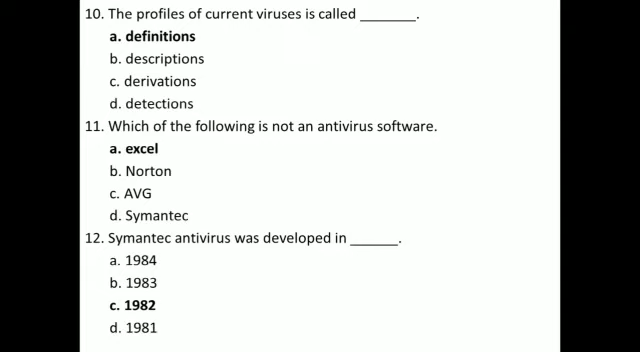 10. The profiles of current viruses is called ________.
a. definitions
b. descriptions
c. derivations
d. detections
11. Which of the following is not an antivirus software.
a. excel
b. Norton
c. AVG
d. Symantec
12. Symantec antivirus was developed in _______.
a. 1984
b. 1983
c. 1982
d. 1981